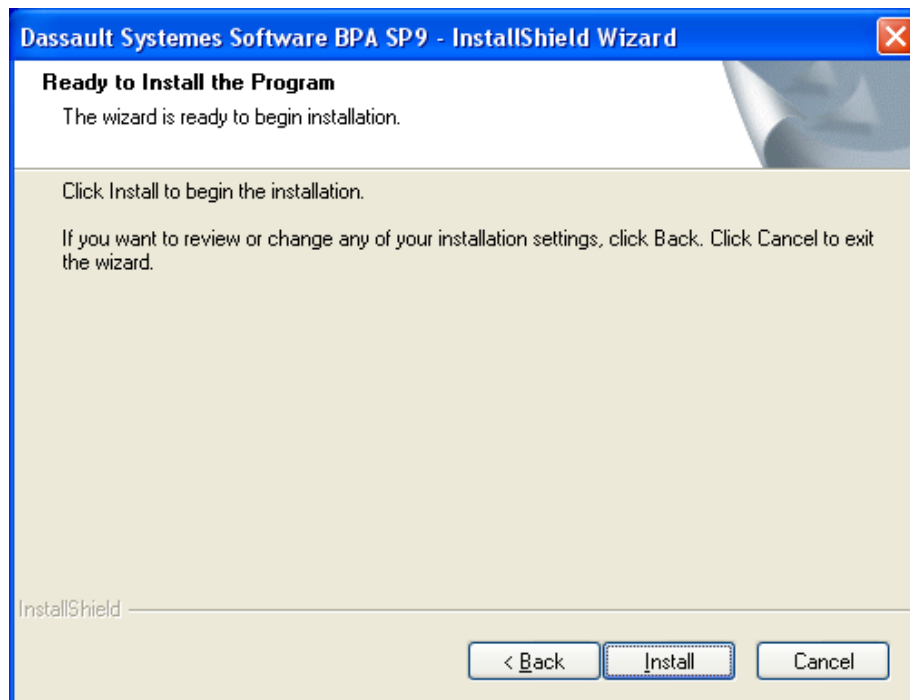 Dassault Systemes Software BPA SP9 - InstallShield Wizard
Ready to Install the Program
The wizard is ready to begin installation.
Click Install to begin the installation.
If you want to review or change any of your installation settings, click Back. Click Cancel to exit
the wizard.
InstallShield
< Back
Install
Cancel